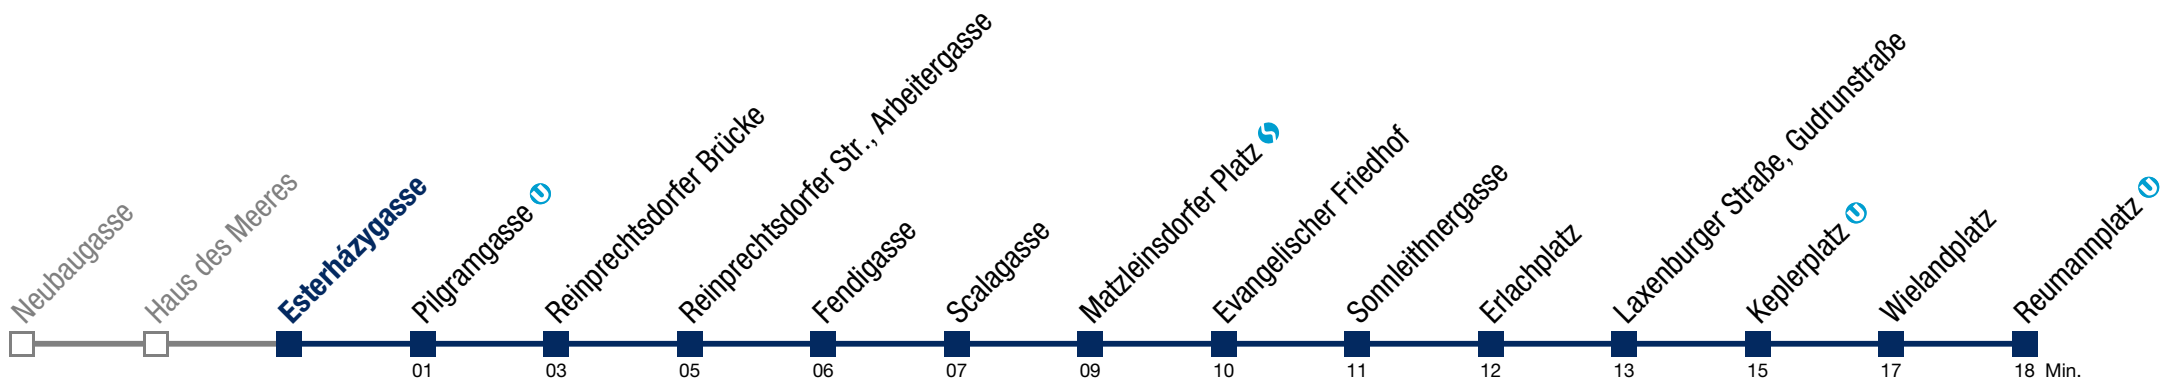 Neubaugasse
Haus des Meeres
Esterházygasse
Pilgramgasse
Reinprechtsdorfer Brücke
Reinprechtsdorfer Str., Arbeitergasse
Fendigasse
Scalagasse
Matzleinsdorfer Platz
Evangelischer Friedhof
Sonnleithnergasse
Erlachplatz
Laxenburger Straße, Gudrunstraße
Keplerplatz
Wielandplatz
Reumannplatz
01 03 05 06 07 09 10 11 12 13 15 17 18 Min.